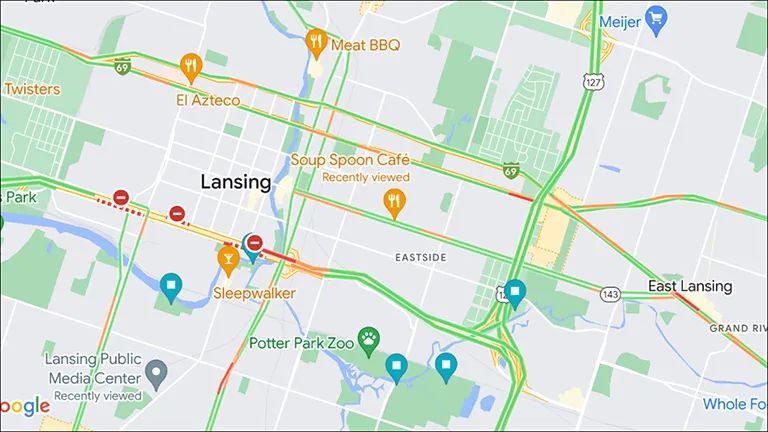 Meijer
Meat BBQ
69
Twisters
El Azteco
127
Soup Spoon Café
Recently viewed
69
Lansing
Park
EASTSIDE
Sleepwalker
143
East Lansing
GRAND RIV
Potter Park Zoo
Lansing Public
Media Center
Recently viewed
Whole Fo
oogle